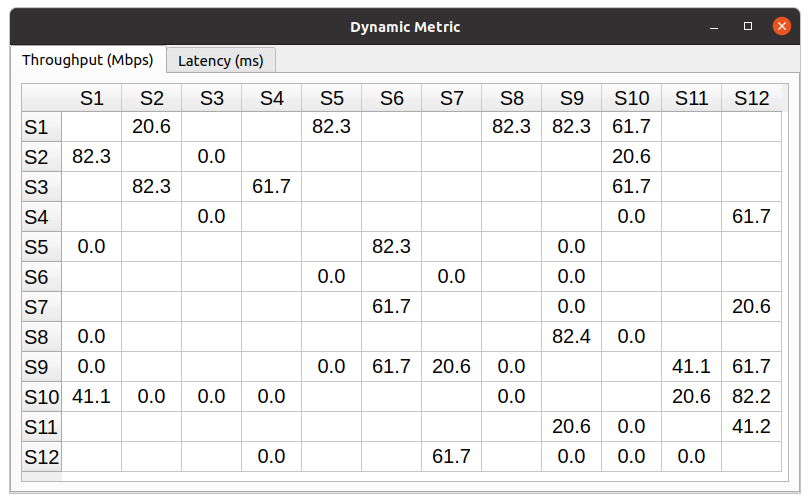 Dynamic Metric
Throughput (Mbps) Latency (ms)
S1 S2 S3 S4 S5 S6 S7 S8 S9 S10 S11 S12
S1 20.6 82.3 82.3 82.3 61.7
S2 82.3 0.0 20.6
S3 82.3 61.7 61.7
S4 0.0 0.0 61.7
S5 0.0 82.3 0.0
S6 0.0 0.0 0.0
S7 61.7 0.0 20.6
S8 0.0 82.4 0.0
S9 0.0 0.0 61.7 20.6 0.0 41.1 61.7
S10 41.1 0.0 0.0 0.0 0.0 20.6 82.2
S11 20.6 0.0 41.2
S12 0.0 61.7 0.0 0.0 0.0